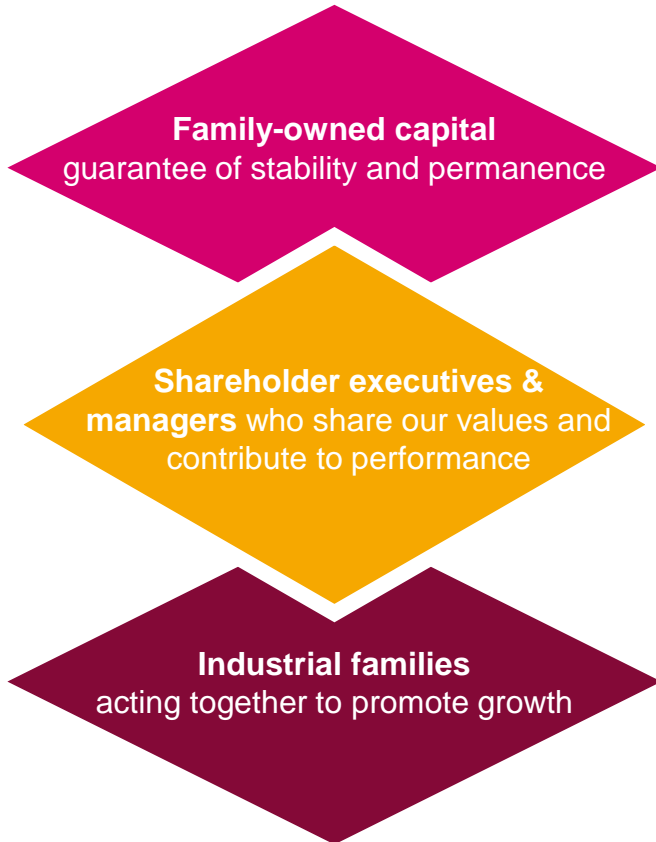 Family-owned capital
guarantee of stability and permanence
Shareholder executives &
managers who share our values and
contribute to performance
Industrial families
acting together to promote growth